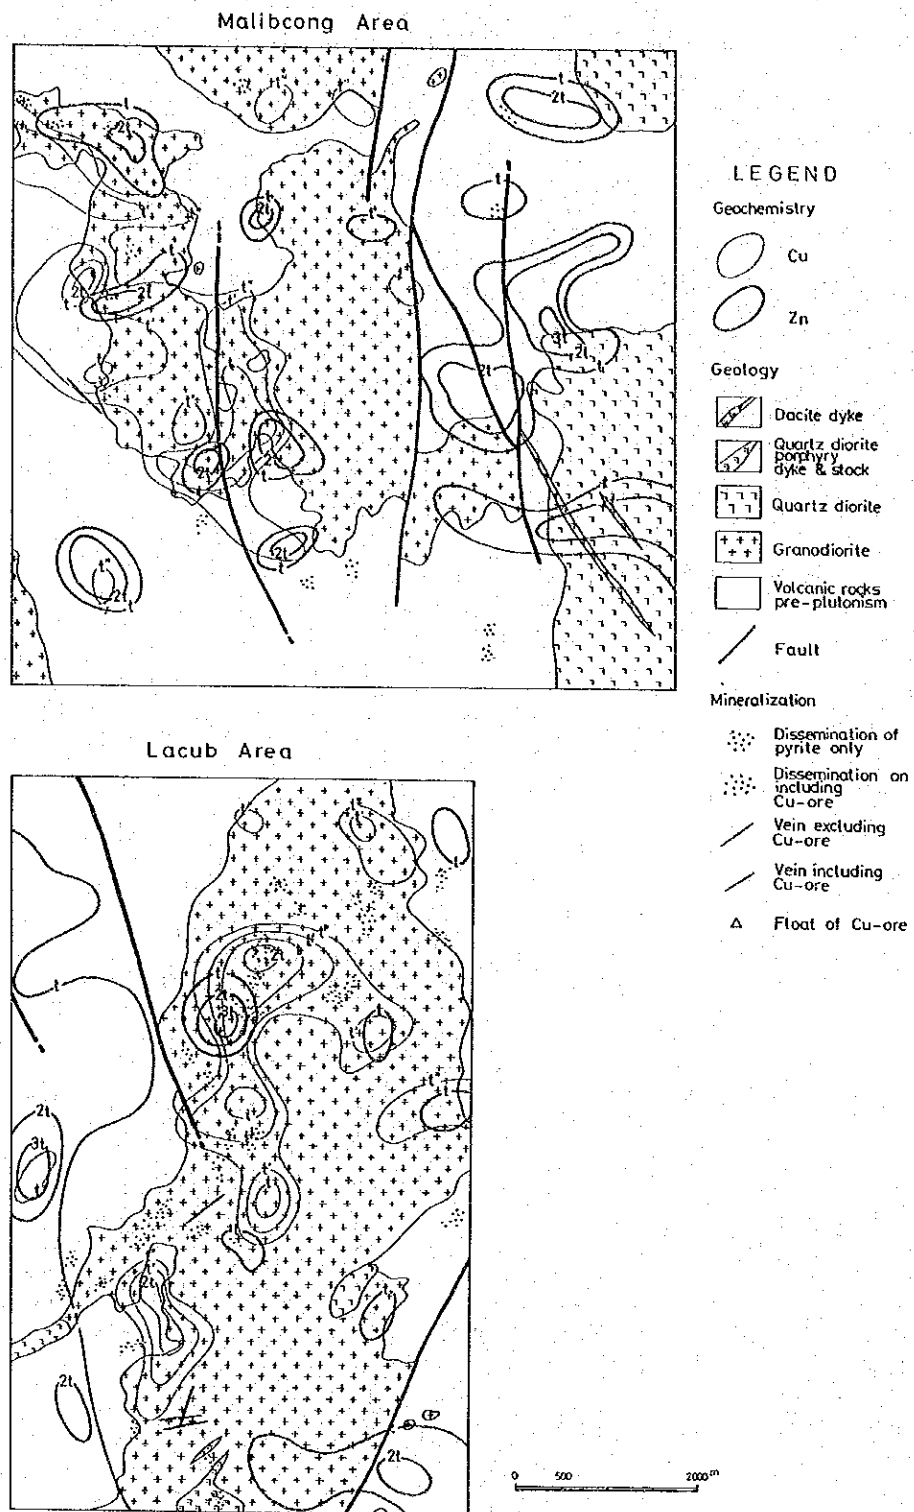 Malibcong Area
LEGEND
Geochemistry
Cu
Zn
Geology
Dacite dyke
Quartz diorite
porphyry
dyke & stock
Quartz diorite
Granodiorite
Volcanic rocks
pre-plutonism
Fault
Mineralization
Dissemination of
pyrite only
Dissemination on
including
Cu-ore
Vein excluding
Cu-ore
Vein including
Cu-ore
Float of Cu-ore
Lacub Area
t
2t
3t
0 500 2000m